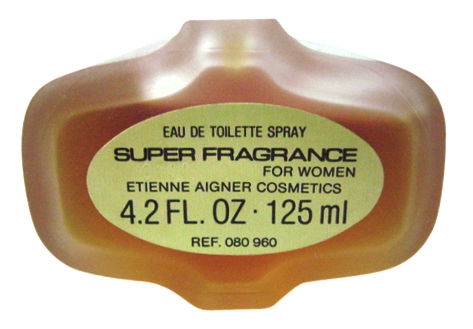 EAU DE TOILETTE SPRAY
SUPER FRAGRANCE
FOR WOMEN
ETIENNE AIGNER COSMETICS
4.2 FL. OZ · 125 ml
REF. 080 960